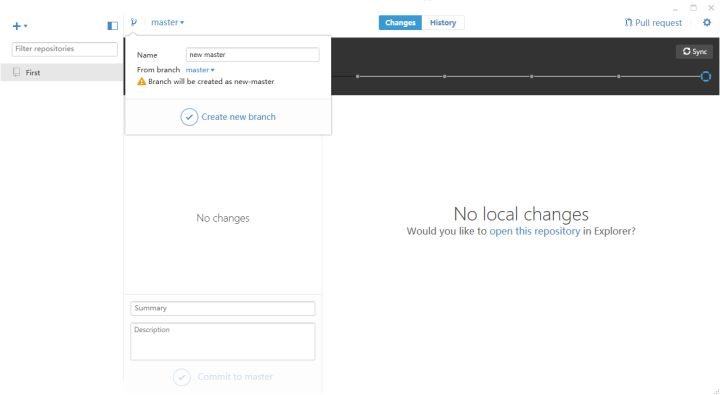 master
Changes
History
Pull request
Filter repositories
First
Name
new master
From branch
master
Branch will be created as new-master
Create new branch
Sync
No changes
No local changes
Would you like to open this repository in Explorer?
Summary
Description
Commit to master